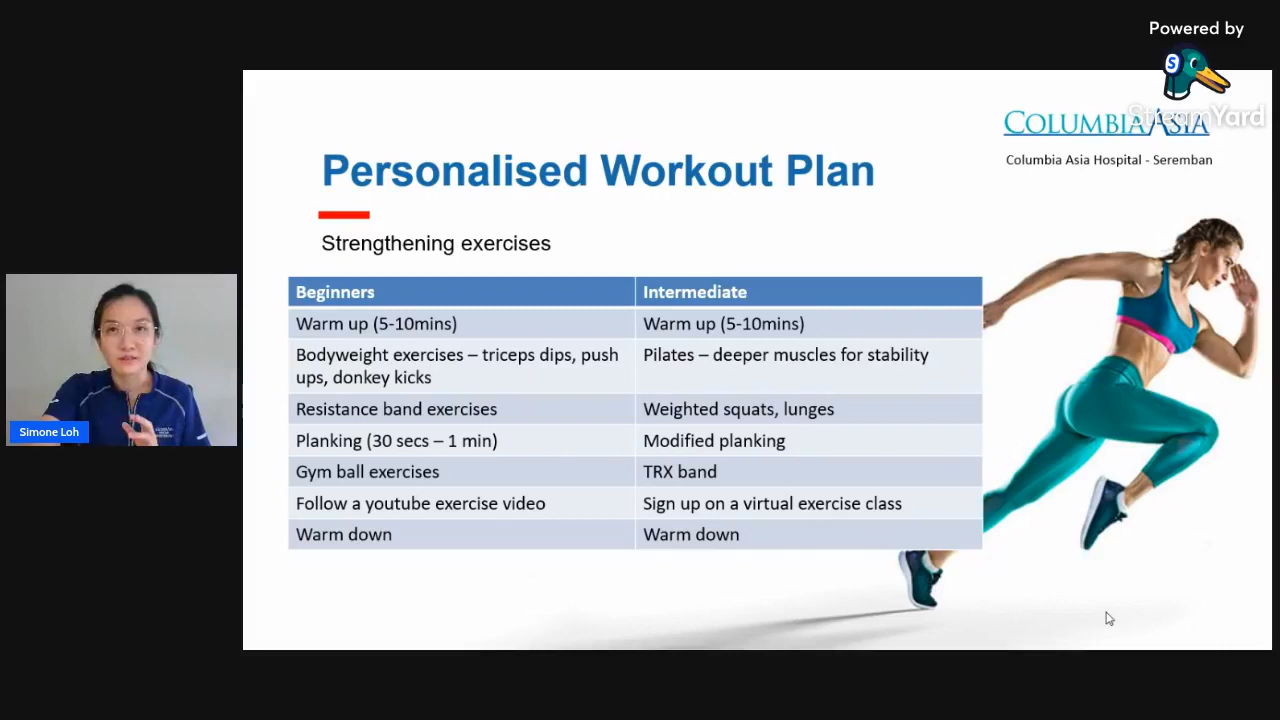 Powered by
S
StreamYard
COLUMBIA ASIA
Columbia Asia Hospital - Seremban
Personalised Workout Plan
Strengthening exercises
Beginners
Intermediate
Warm up (5-10mins)
Warm up (5-10mins)
Bodyweight exercises – triceps dips, push
ups, donkey kicks
Pilates – deeper muscles for stability
Resistance band exercises
Weighted squats, lunges
Planking (30 secs – 1 min)
Modified planking
Gym ball exercises
TRX band
Follow a youtube exercise video
Sign up on a virtual exercise class
Warm down
Warm down
Simone Loh